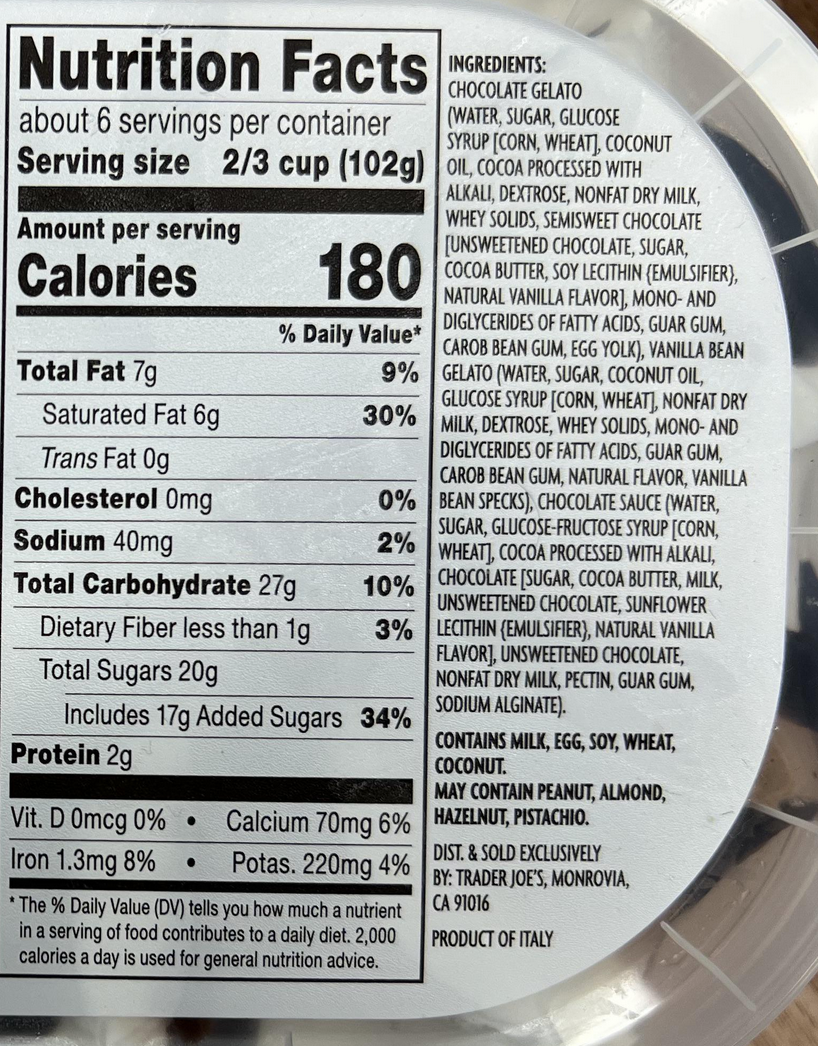 Nutrition Facts
about 6 servings per container
Serving size 2/3 cup (102g)
Amount per serving
Calories 180
% Daily Value*
Total Fat 7g 9%
Saturated Fat 6g 30%
Trans Fat 0g
Cholesterol 0mg 0%
Sodium 40mg 2%
Total Carbohydrate 27g 10%
Dietary Fiber less than 1g 3%
Total Sugars 20g
Includes 17g Added Sugars 34%
Protein 2g
Vit. D 0mcg 0% • Calcium 70mg 6%
Iron 1.3mg 8% • Potas. 220mg 4%
* The % Daily Value (DV) tells you how much a nutrient
in a serving of food contributes to a daily diet. 2,000
calories a day is used for general nutrition advice.
INGREDIENTS:
CHOCOLATE GELATO
(WATER, SUGAR, GLUCOSE
SYRUP [CORN, WHEAT], COCONUT
OIL, COCOA PROCESSED WITH
ALKALI, DEXTROSE, NONFAT DRY MILK,
WHEY SOLIDS, SEMISWEET CHOCOLATE
[UNSWEETENED CHOCOLATE, SUGAR,
COCOA BUTTER, SOY LECITHIN {EMULSIFIER},
NATURAL VANILLA FLAVOR], MONO- AND
DIGLYCERIDES OF FATTY ACIDS, GUAR GUM,
CAROB BEAN GUM, EGG YOLK), VANILLA BEAN
GELATO (WATER, SUGAR, COCONUT OIL,
GLUCOSE SYRUP [CORN, WHEAT], NONFAT DRY
MILK, DEXTROSE, WHEY SOLIDS, MONO- AND
DIGLYCERIDES OF FATTY ACIDS, GUAR GUM,
CAROB BEAN GUM, NATURAL FLAVOR, VANILLA
BEAN SPECKS), CHOCOLATE SAUCE (WATER,
SUGAR, GLUCOSE-FRUCTOSE SYRUP [CORN,
WHEAT], COCOA PROCESSED WITH ALKALI,
CHOCOLATE [SUGAR, COCOA BUTTER, MILK,
UNSWEETENED CHOCOLATE, SUNFLOWER
LECITHIN {EMULSIFIER}, NATURAL VANILLA
FLAVOR], UNSWEETENED CHOCOLATE,
NONFAT DRY MILK, PECTIN, GUAR GUM,
SODIUM ALGINATE).
CONTAINS MILK, EGG, SOY, WHEAT,
COCONUT.
MAY CONTAIN PEANUT, ALMOND,
HAZELNUT, PISTACHIO.
DIST. & SOLD EXCLUSIVELY
BY: TRADER JOE'S, MONROVIA,
CA 91016
PRODUCT OF ITALY